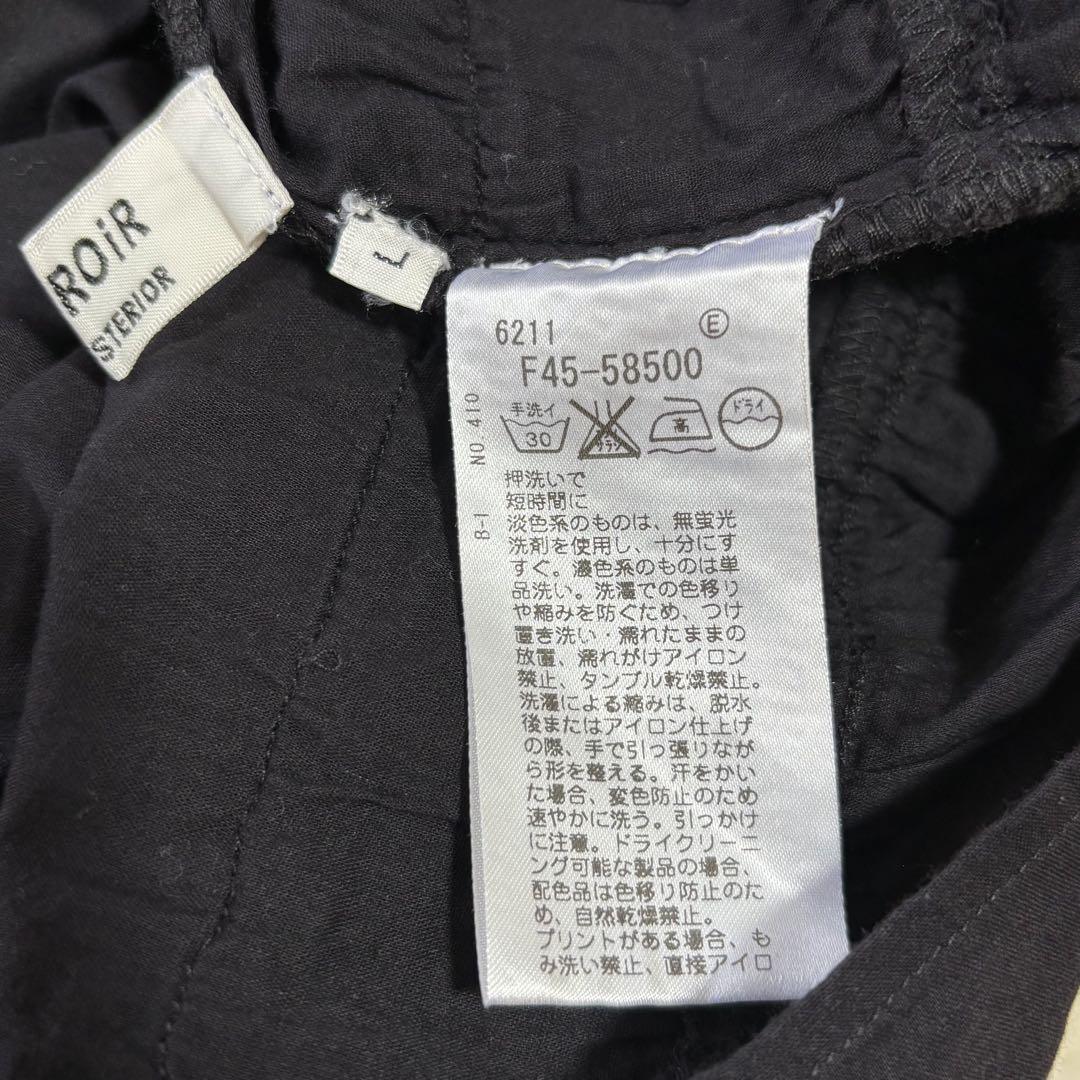 ROiR
STERIOR
L
6211 Ⓔ
F45-58500
手洗イ
30
サラシ
高
ドライ
B-1 NO 410
押洗いで
短時間に
淡色系のものは、無蛍光
洗剤を使用し、十分にす
すぐ。濃色系のものは単
品洗い。洗濯での色移り
や縮みを防ぐため、つけ
置き洗い・濡れたままの
放置、濡れがけアイロン
禁止、タンブル乾燥禁止。
洗濯による縮みは、脱水
後またはアイロン仕上げ
の際、手で引っ張りなが
ら形を整える。汗をかい
た場合、変色防止のため
速やかに洗う。引っかけ
に注意。ドライクリーニ
ング可能な製品の場合、
配色品は色移り防止のた
め、自然乾燥禁止。
プリントがある場合、も
み洗い禁止、直接アイロ